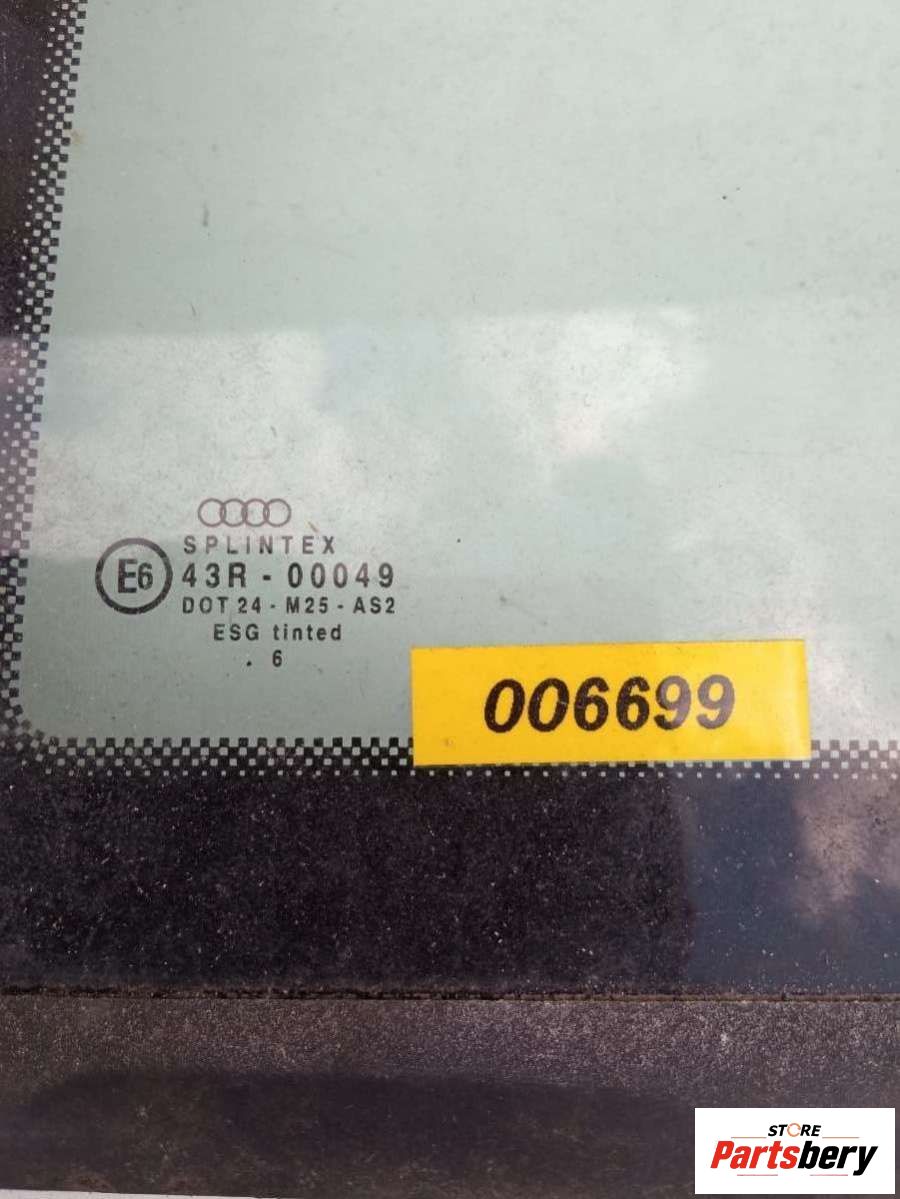 SPLINTEX
E6 43R - 00049
DOT 24 - M25 - AS2
ESG tinted
. 6
006699
STORE
Partsbery